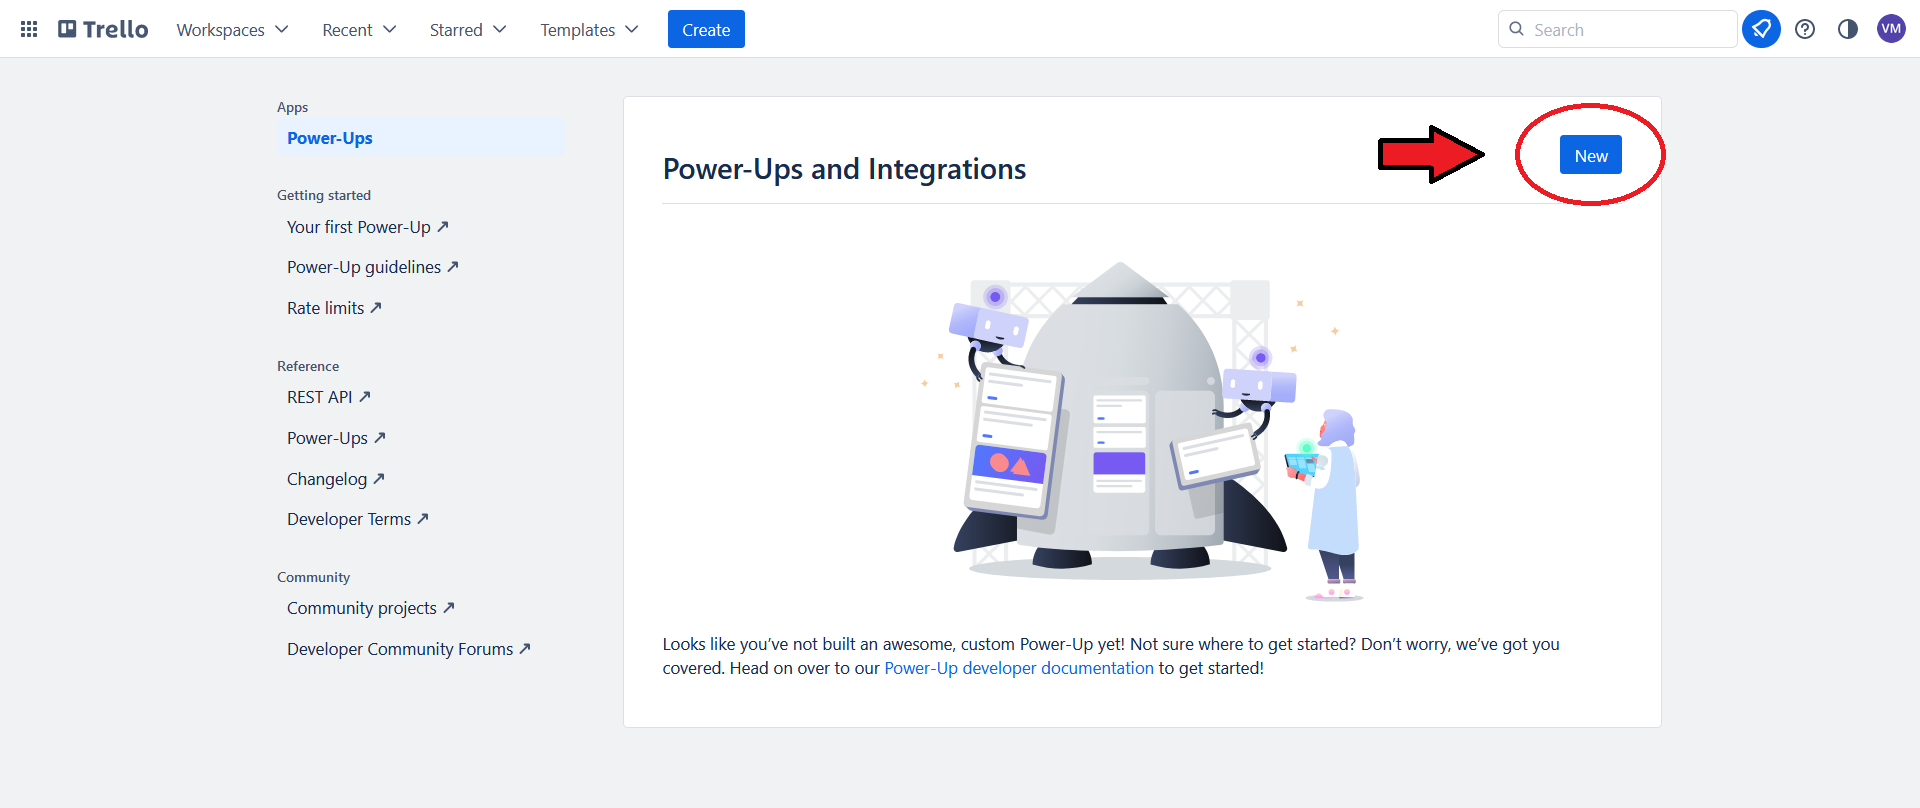 Trello
Workspaces
Recent
Starred
Templates
Create
Search
VM
Apps
Power-Ups
Getting started
Your first Power-Up ↗
Power-Up guidelines ↗
Rate limits ↗
Reference
REST API ↗
Power-Ups ↗
Changelog ↗
Developer Terms ↗
Community
Community projects ↗
Developer Community Forums ↗
Power-Ups and Integrations
New
Looks like you’ve not built an awesome, custom Power-Up yet! Not sure where to get started? Don’t worry, we’ve got you
covered. Head on over to our Power-Up developer documentation to get started!